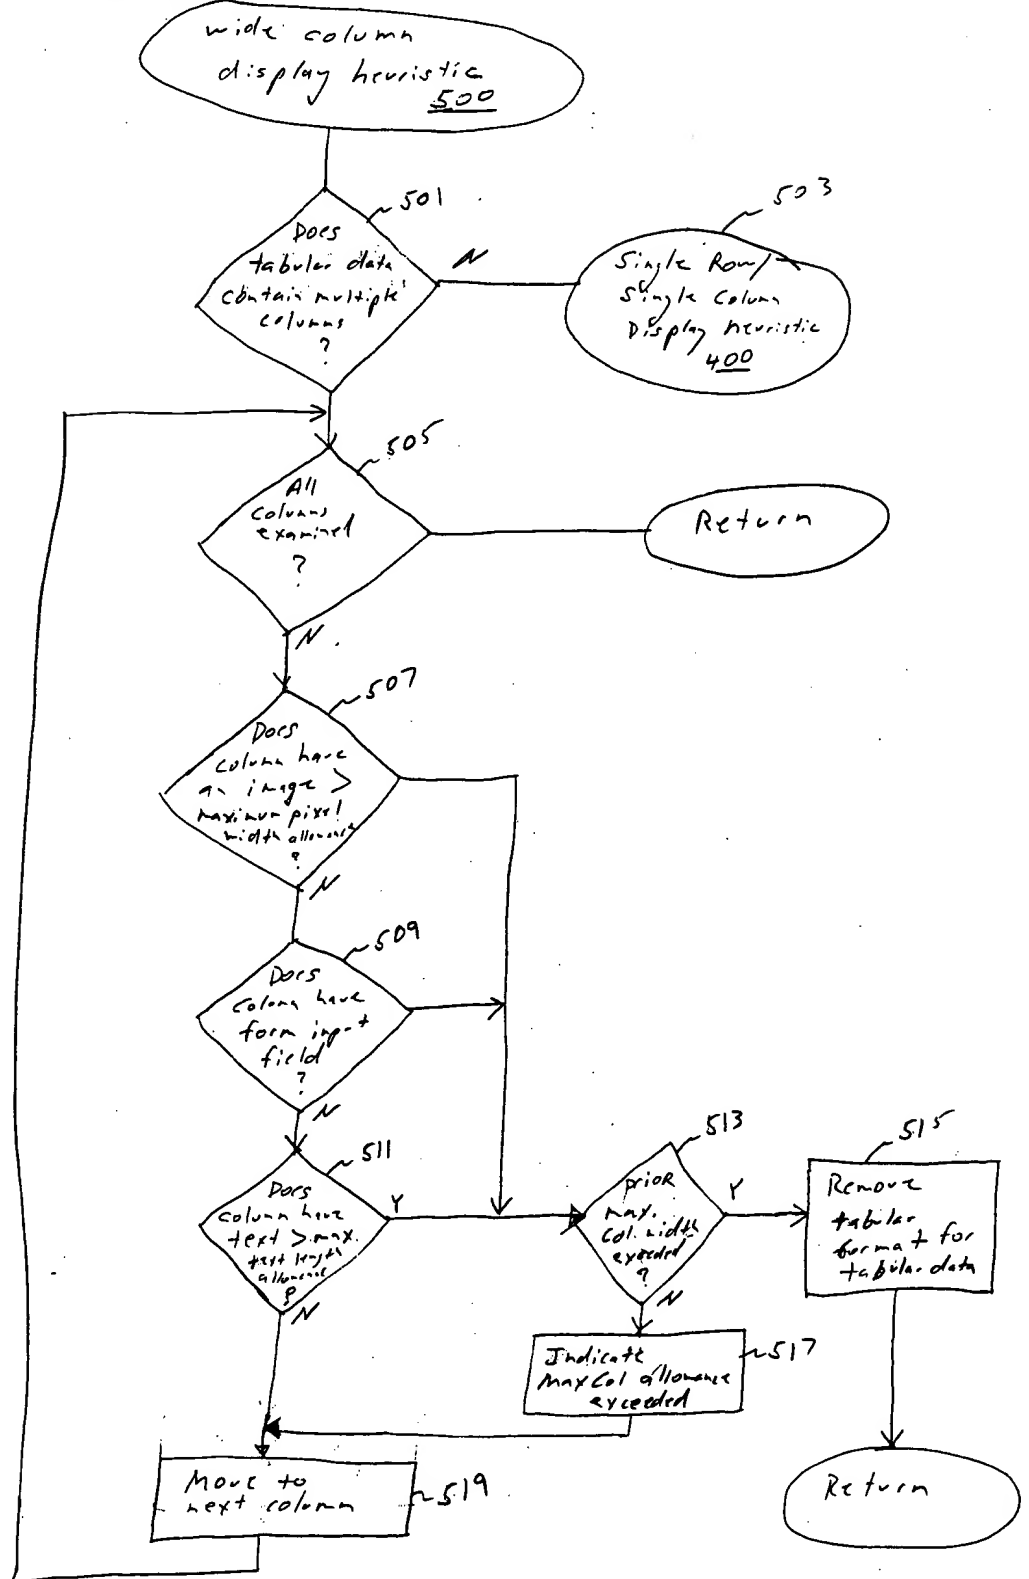 wide column
display heuristic
500
501
Does
tabular data
contain multiple
columns
?
N
503
Single Row/
Single Column
Display heuristic
400
505
All
columns
examined
?
Return
N
507
Does
column have
an image >
maximum pixel
width allowance
?
N
509
Does
column have
form input
field
?
N
511
Does
column have
text > max.
text length
allowance
?
Y
N
513
prior
max.
col. width
exceeded
?
Y
N
515
Remove
tabular
format for
tabular data
517
Indicate
Max Col allowance
exceeded
519
Move to
next column
Return